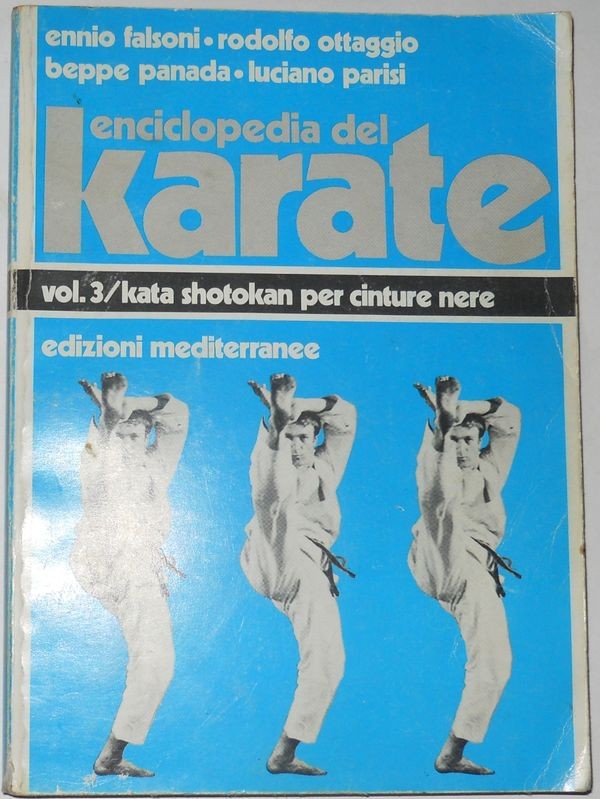 ennio falsoni • rodolfo ottaggio
beppe panada • luciano parisi
enciclopedia del
karate
vol. 3/kata shotokan per cinture nere
edizioni mediterranee